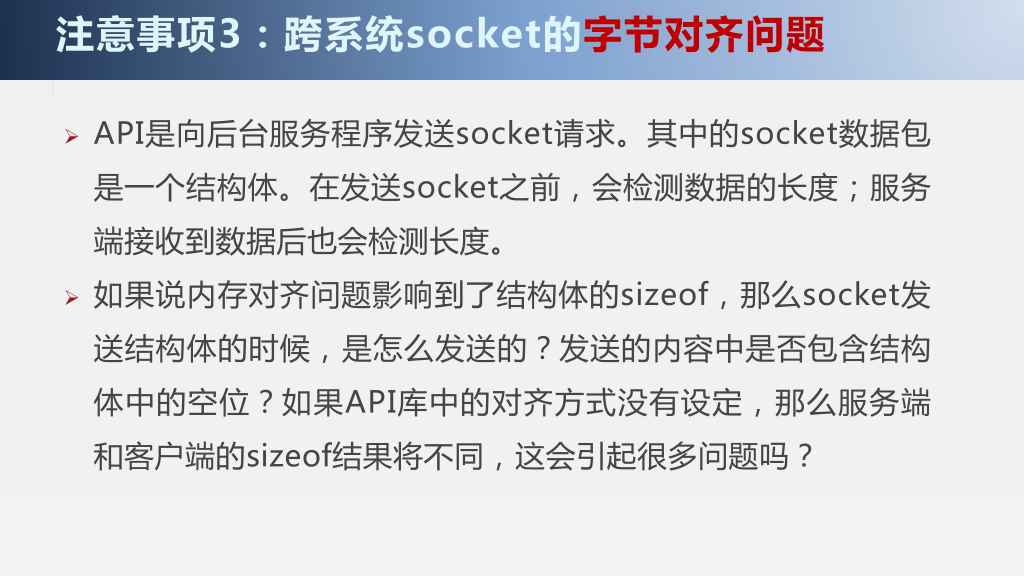 注意事项3：跨系统socket的字节对齐问题
API是向后台服务程序发送socket请求。其中的socket数据包
是一个结构体。在发送socket之前，会检测数据的长度；服务
端接收到数据后也会检测长度。
如果说内存对齐问题影响到了结构体的sizeof，那么socket发
送结构体的时候，是怎么发送的？发送的内容中是否包含结构
体中的空位？如果API库中的对齐方式没有设定，那么服务端
和客户端的sizeof结果将不同，这会引起很多问题吗？